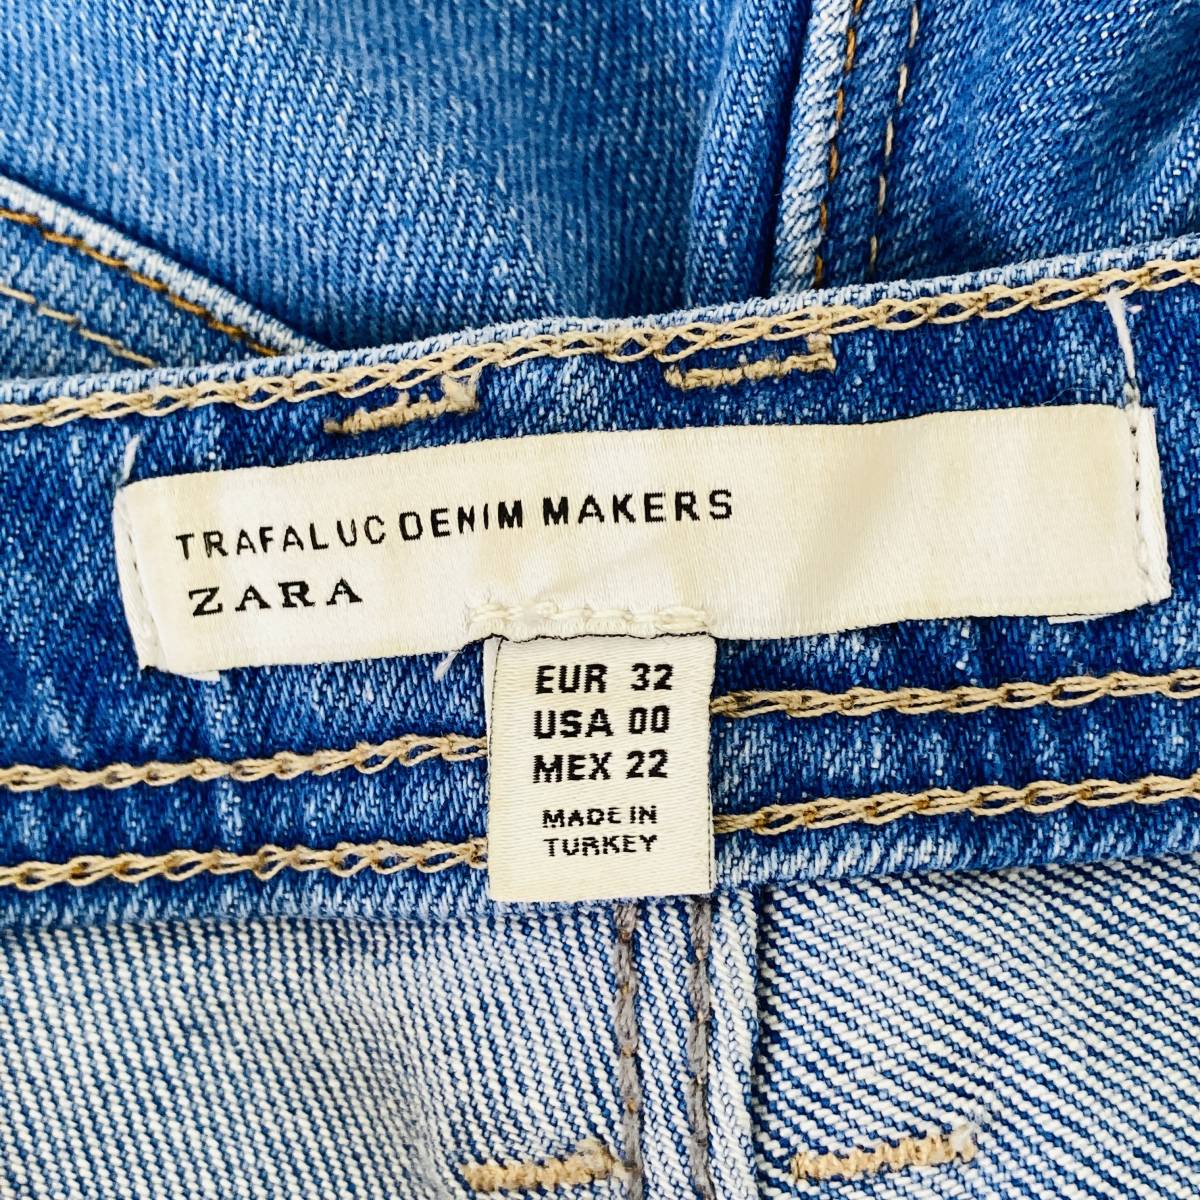 TRAFALUC DENIM MAKERS
ZARA
EUR 32
USA 00
MEX 22
MADE IN
TURKEY